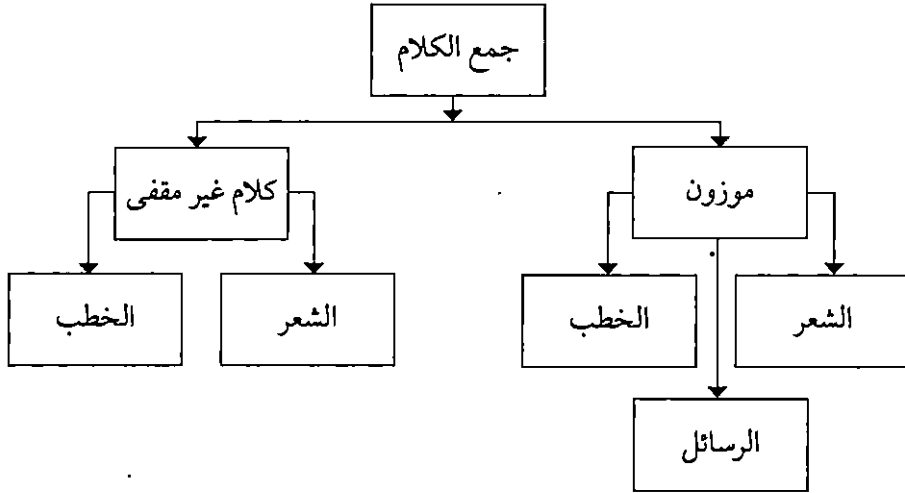 جمع الكلام
موزون
كلام غير مقفى
الشعر
الخطب
الشعر
الخطب
الرسائل